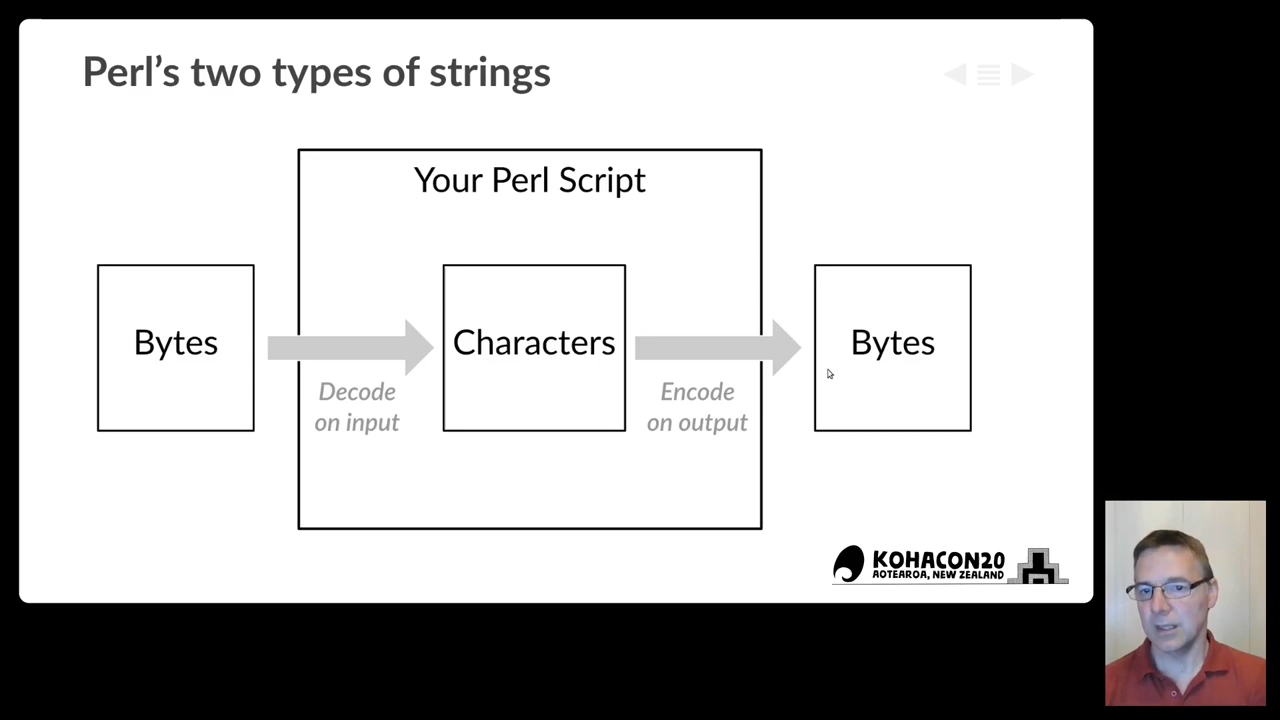 Perl’s two types of strings
Your Perl Script
Bytes
Characters
Bytes
Decode
on input
Encode
on output
KOHACON20
AOTEAROA, NEW ZEALAND